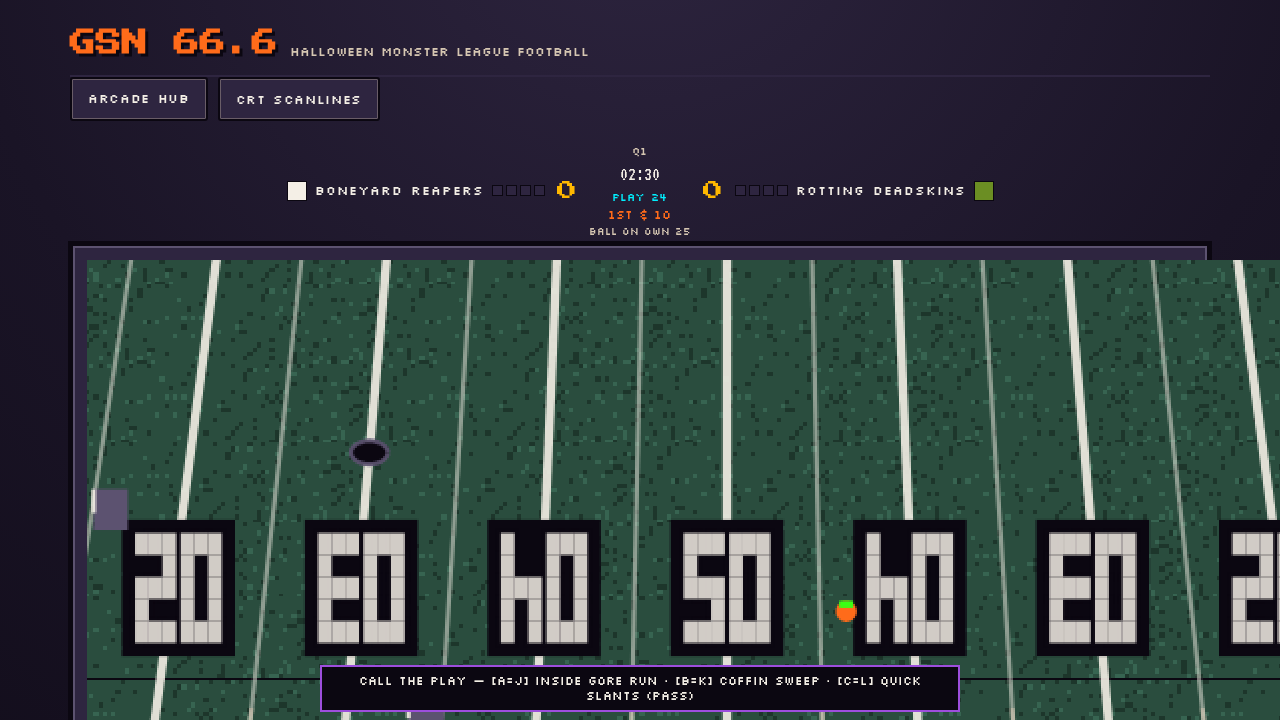 GSN 66.6 HALLOWEEN MONSTER LEAGUE FOOTBALL
ARCADE HUB CRT SCANLINES
Q1
02:30
BONEYARD REAPERS 0 0 ROTTING DEADSKINS
PLAY 24
1ST & 10
BALL ON OWN 25
20 30 40 50 40 30 2
CALL THE PLAY — [A=J] INSIDE GORE RUN · [B=K] COFFIN SWEEP · [C=L] QUICK
SLANTS (PASS)